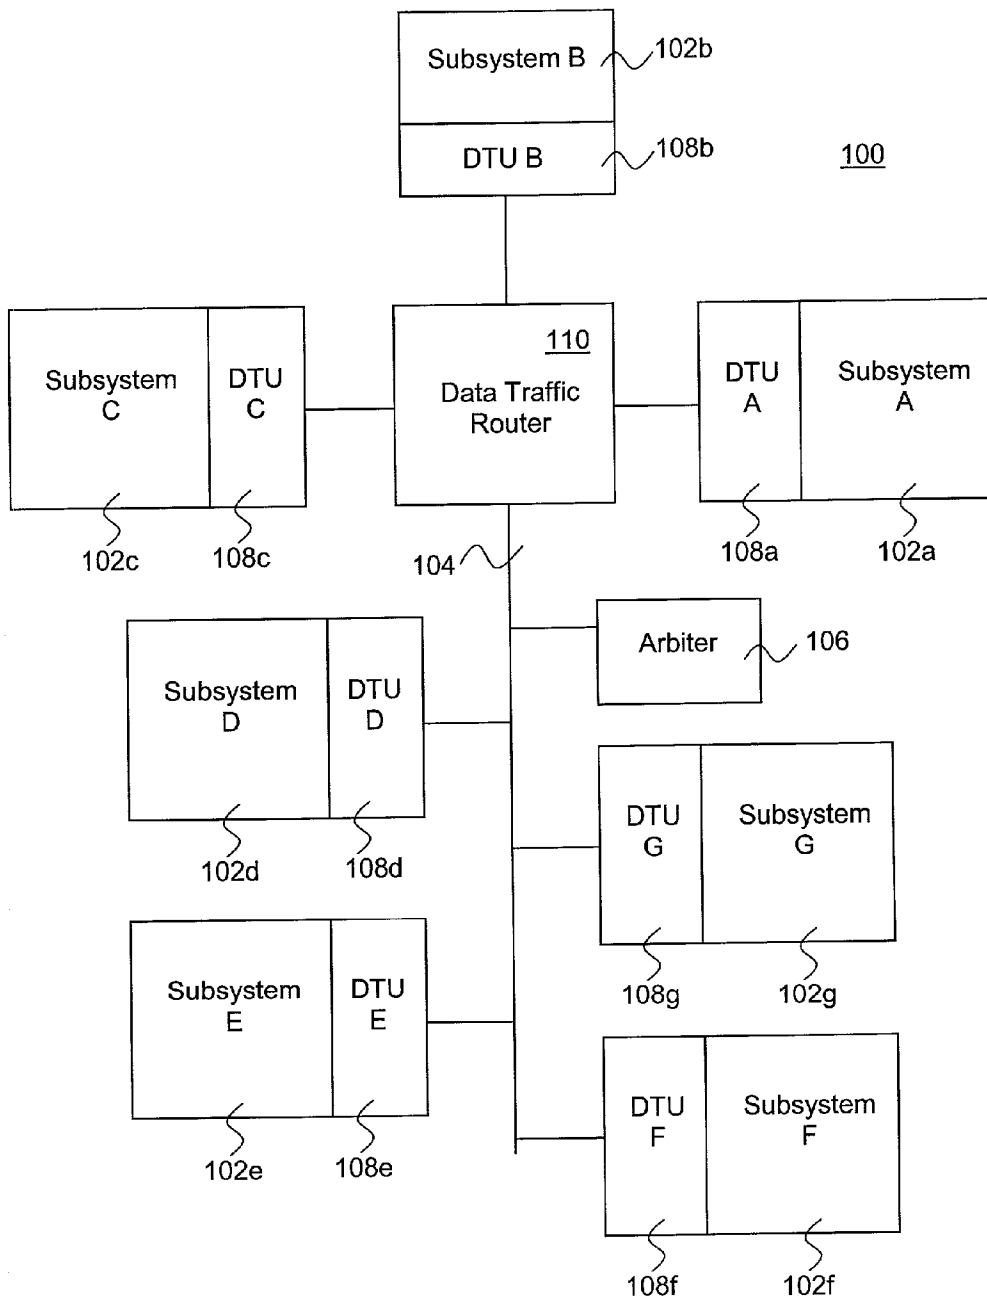 Subsystem B
102b
DTU B
108b
100
110
Data Traffic
Router
Subsystem
C
DTU
C
102c
108c
DTU
A
Subsystem
A
108a
102a
104
Arbiter
106
Subsystem
D
DTU
D
102d
108d
DTU
G
Subsystem
G
108g
102g
Subsystem
E
DTU
E
102e
108e
DTU
F
Subsystem
F
108f
102f